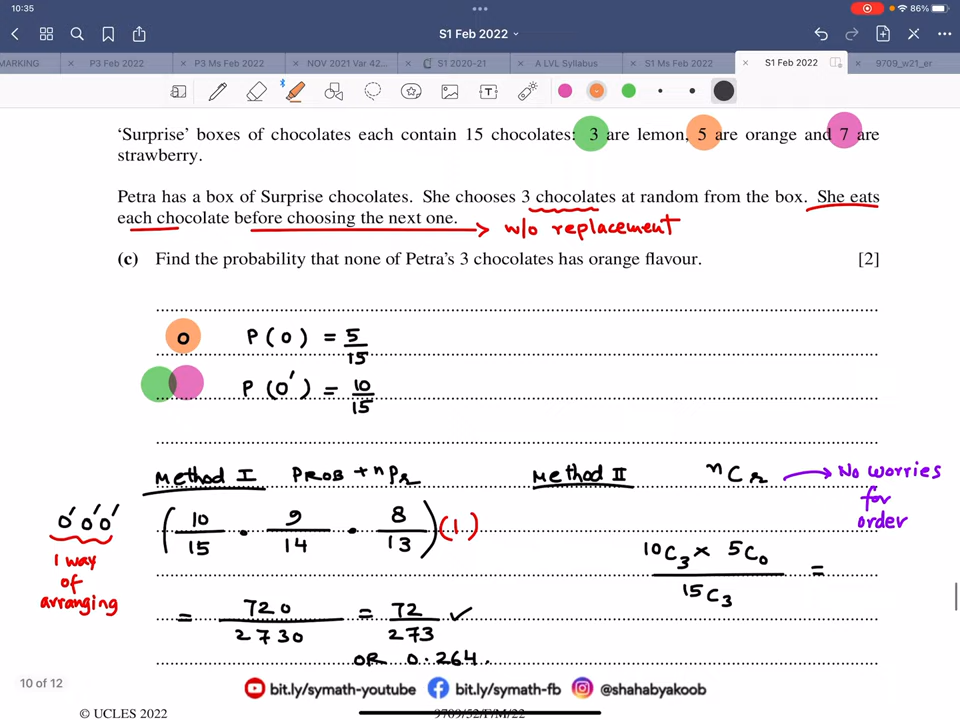 10:35
86%
S1 Feb 2022
MARKING
P3 Feb 2022
P3 Ms Feb 2022
NOV 2021 Var 42...
S1 2020-21
A LVL Syllabus
S1 Ms Feb 2022
S1 Feb 2022
9709_w21_er
'Surprise' boxes of chocolates each contain 15 chocolates: 3 are lemon, 5 are orange and 7 are
strawberry.
Petra has a box of Surprise chocolates. She chooses 3 chocolates at random from the box. She eats
each chocolate before choosing the next one.
w/o replacement
(c) Find the probability that none of Petra's 3 chocolates has orange flavour. [2]
O P(O) = 5/15
P(O') = 10/15
Method I PROB + nPr
Method II nCr → No worries
for
order
O' O' O' (10/15 · 9/14 · 8/13)(1)
1 way
of
arranging
10C3 × 5C0 / 15C3 =
= 720/2730 = 72/273 ✓
OR 0.264.
10 of 12
bit.ly/symath-youtube bit.ly/symath-fb @shahabyakoob
© UCLES 2022
9709/52/F/M/22